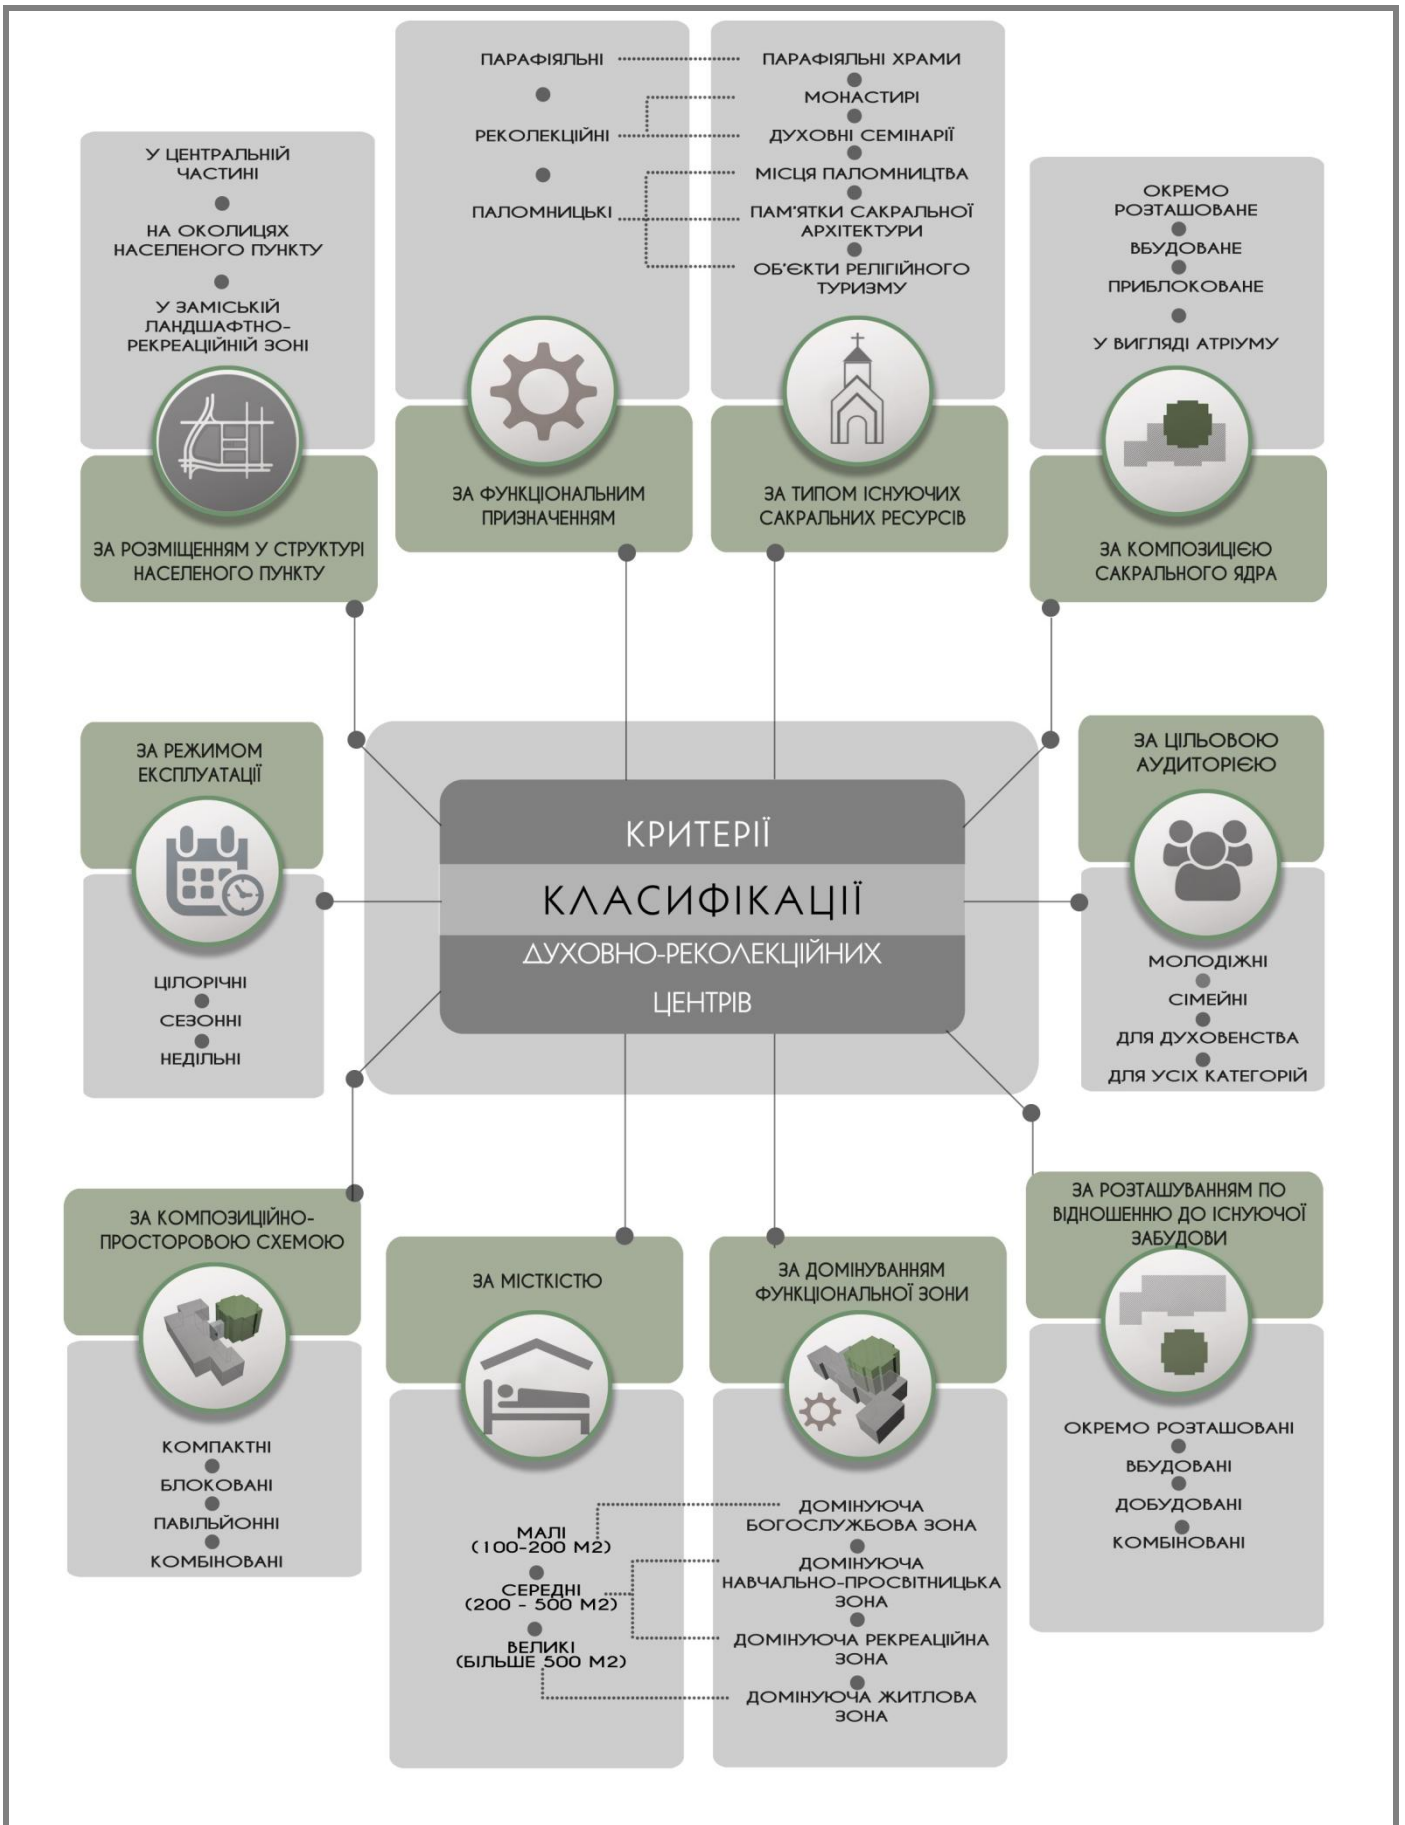 ПАРАФІЯЛЬНІ
РЕКОЛЕКЦІЙНІ
ПАЛОМНИЦЬКІ
ЗА ФУНКЦІОНАЛЬНИМ
ПРИЗНАЧЕННЯМ
ПАРАФІЯЛЬНІ ХРАМИ
МОНАСТИРІ
ДУХОВНІ СЕМІНАРІЇ
МІСЦЯ ПАЛОМНИЦТВА
ПАМ'ЯТКИ САКРАЛЬНОЇ
АРХІТЕКТУРИ
ОБ'ЄКТИ РЕЛІГІЙНОГО
ТУРИЗМУ
ЗА ТИПОМ ІСНУЮЧИХ
САКРАЛЬНИХ РЕСУРСІВ
У ЦЕНТРАЛЬНІЙ
ЧАСТИНІ
НА ОКОЛИЦЯХ
НАСЕЛЕНОГО ПУНКТУ
У ЗАМІСЬКІЙ
ЛАНДШАФТНО-
РЕКРЕАЦІЙНІЙ ЗОНІ
ЗА РОЗМІЩЕННЯМ У СТРУКТУРІ
НАСЕЛЕНОГО ПУНКТУ
ОКРЕМО
РОЗТАШОВАНЕ
ВБУДОВАНЕ
ПРИБЛОКОВАНЕ
У ВИГЛЯДІ АТРІУМУ
ЗА КОМПОЗИЦІЄЮ
САКРАЛЬНОГО ЯДРА
ЗА РЕЖИМОМ
ЕКСПЛУАТАЦІЇ
ЦІЛОРІЧНІ
СЕЗОННІ
НЕДІЛЬНІ
КРИТЕРІЇ
КЛАСИФІКАЦІЇ
ДУХОВНО-РЕКОЛЕКЦІЙНИХ
ЦЕНТРІВ
ЗА ЦІЛЬОВОЮ
АУДИТОРІЄЮ
МОЛОДІЖНІ
СІМЕЙНІ
ДЛЯ ДУХОВЕНСТВА
ДЛЯ УСІХ КАТЕГОРІЙ
ЗА КОМПОЗИЦІЙНО-
ПРОСТОРОВОЮ СХЕМОЮ
КОМПАКТНІ
БЛОКОВАНІ
ПАВІЛЬЙОННІ
КОМБІНОВАНІ
ЗА МІСТКІСТЮ
МАЛІ
(100-200 М2)
СЕРЕДНІ
(200 - 500 М2)
ВЕЛИКІ
(БІЛЬШЕ 500 М2)
ЗА ДОМІНУВАННЯМ
ФУНКЦІОНАЛЬНОЇ ЗОНИ
ДОМІНУЮЧА
БОГОСЛУЖБОВА ЗОНА
ДОМІНУЮЧА
НАВЧАЛЬНО-ПРОСВІТНИЦЬКА
ЗОНА
ДОМІНУЮЧА РЕКРЕАЦІЙНА
ЗОНА
ДОМІНУЮЧА ЖИТЛОВА
ЗОНА
ЗА РОЗТАШУВАННЯМ ПО
ВІДНОШЕННЮ ДО ІСНУЮЧОЇ
ЗАБУДОВИ
ОКРЕМО РОЗТАШОВАНІ
ВБУДОВАНІ
ДОБУДОВАНІ
КОМБІНОВАНІ